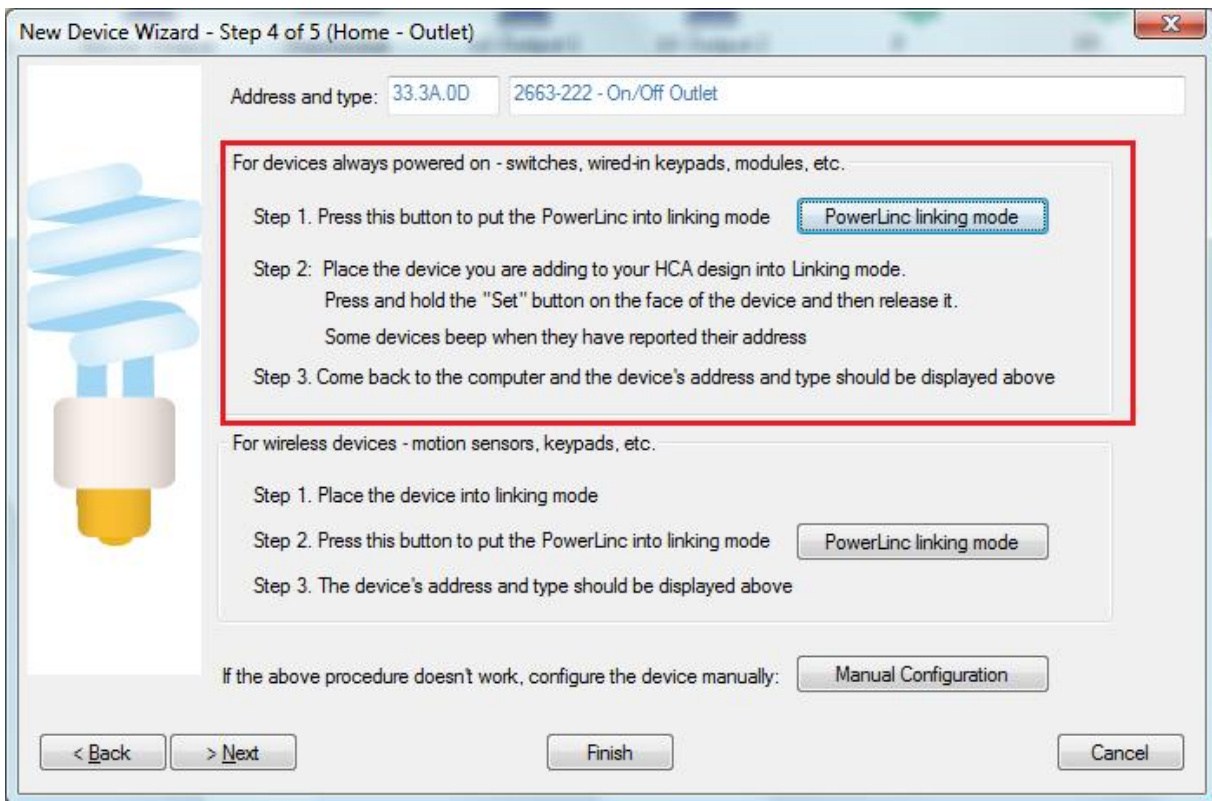 New Device Wizard - Step 4 of 5 (Home - Outlet)
Address and type: 33.3A.0D 2663-222 - On/Off Outlet
For devices always powered on - switches, wired-in keypads, modules, etc.
Step 1. Press this button to put the PowerLinc into linking mode PowerLinc linking mode
Step 2: Place the device you are adding to your HCA design into Linking mode.
Press and hold the "Set" button on the face of the device and then release it.
Some devices beep when they have reported their address
Step 3. Come back to the computer and the device's address and type should be displayed above
For wireless devices - motion sensors, keypads, etc.
Step 1. Place the device into linking mode
Step 2. Press this button to put the PowerLinc into linking mode PowerLinc linking mode
Step 3. The device's address and type should be displayed above
If the above procedure doesn't work, configure the device manually: Manual Configuration
< Back > Next Finish Cancel